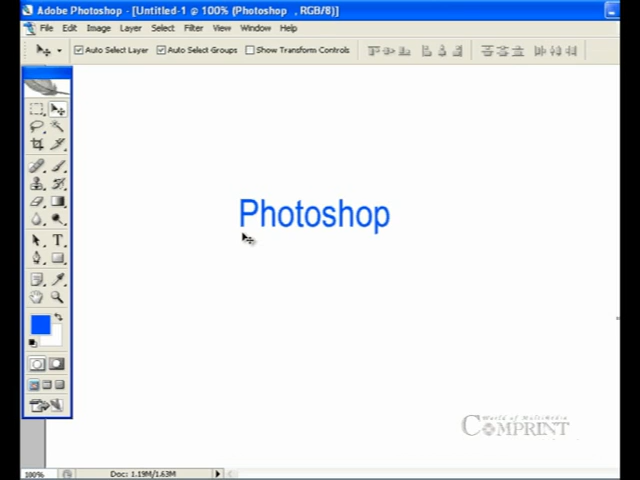 Adobe Photoshop - [Untitled-1 @ 100% (Photoshop , RGB/8)]
File Edit Image Layer Select Filter View Window Help
Auto Select Layer Auto Select Groups Show Transform Controls
T
Photoshop
World of Multimedia
COMPRINT
100% Doc: 1.19M/1.63M